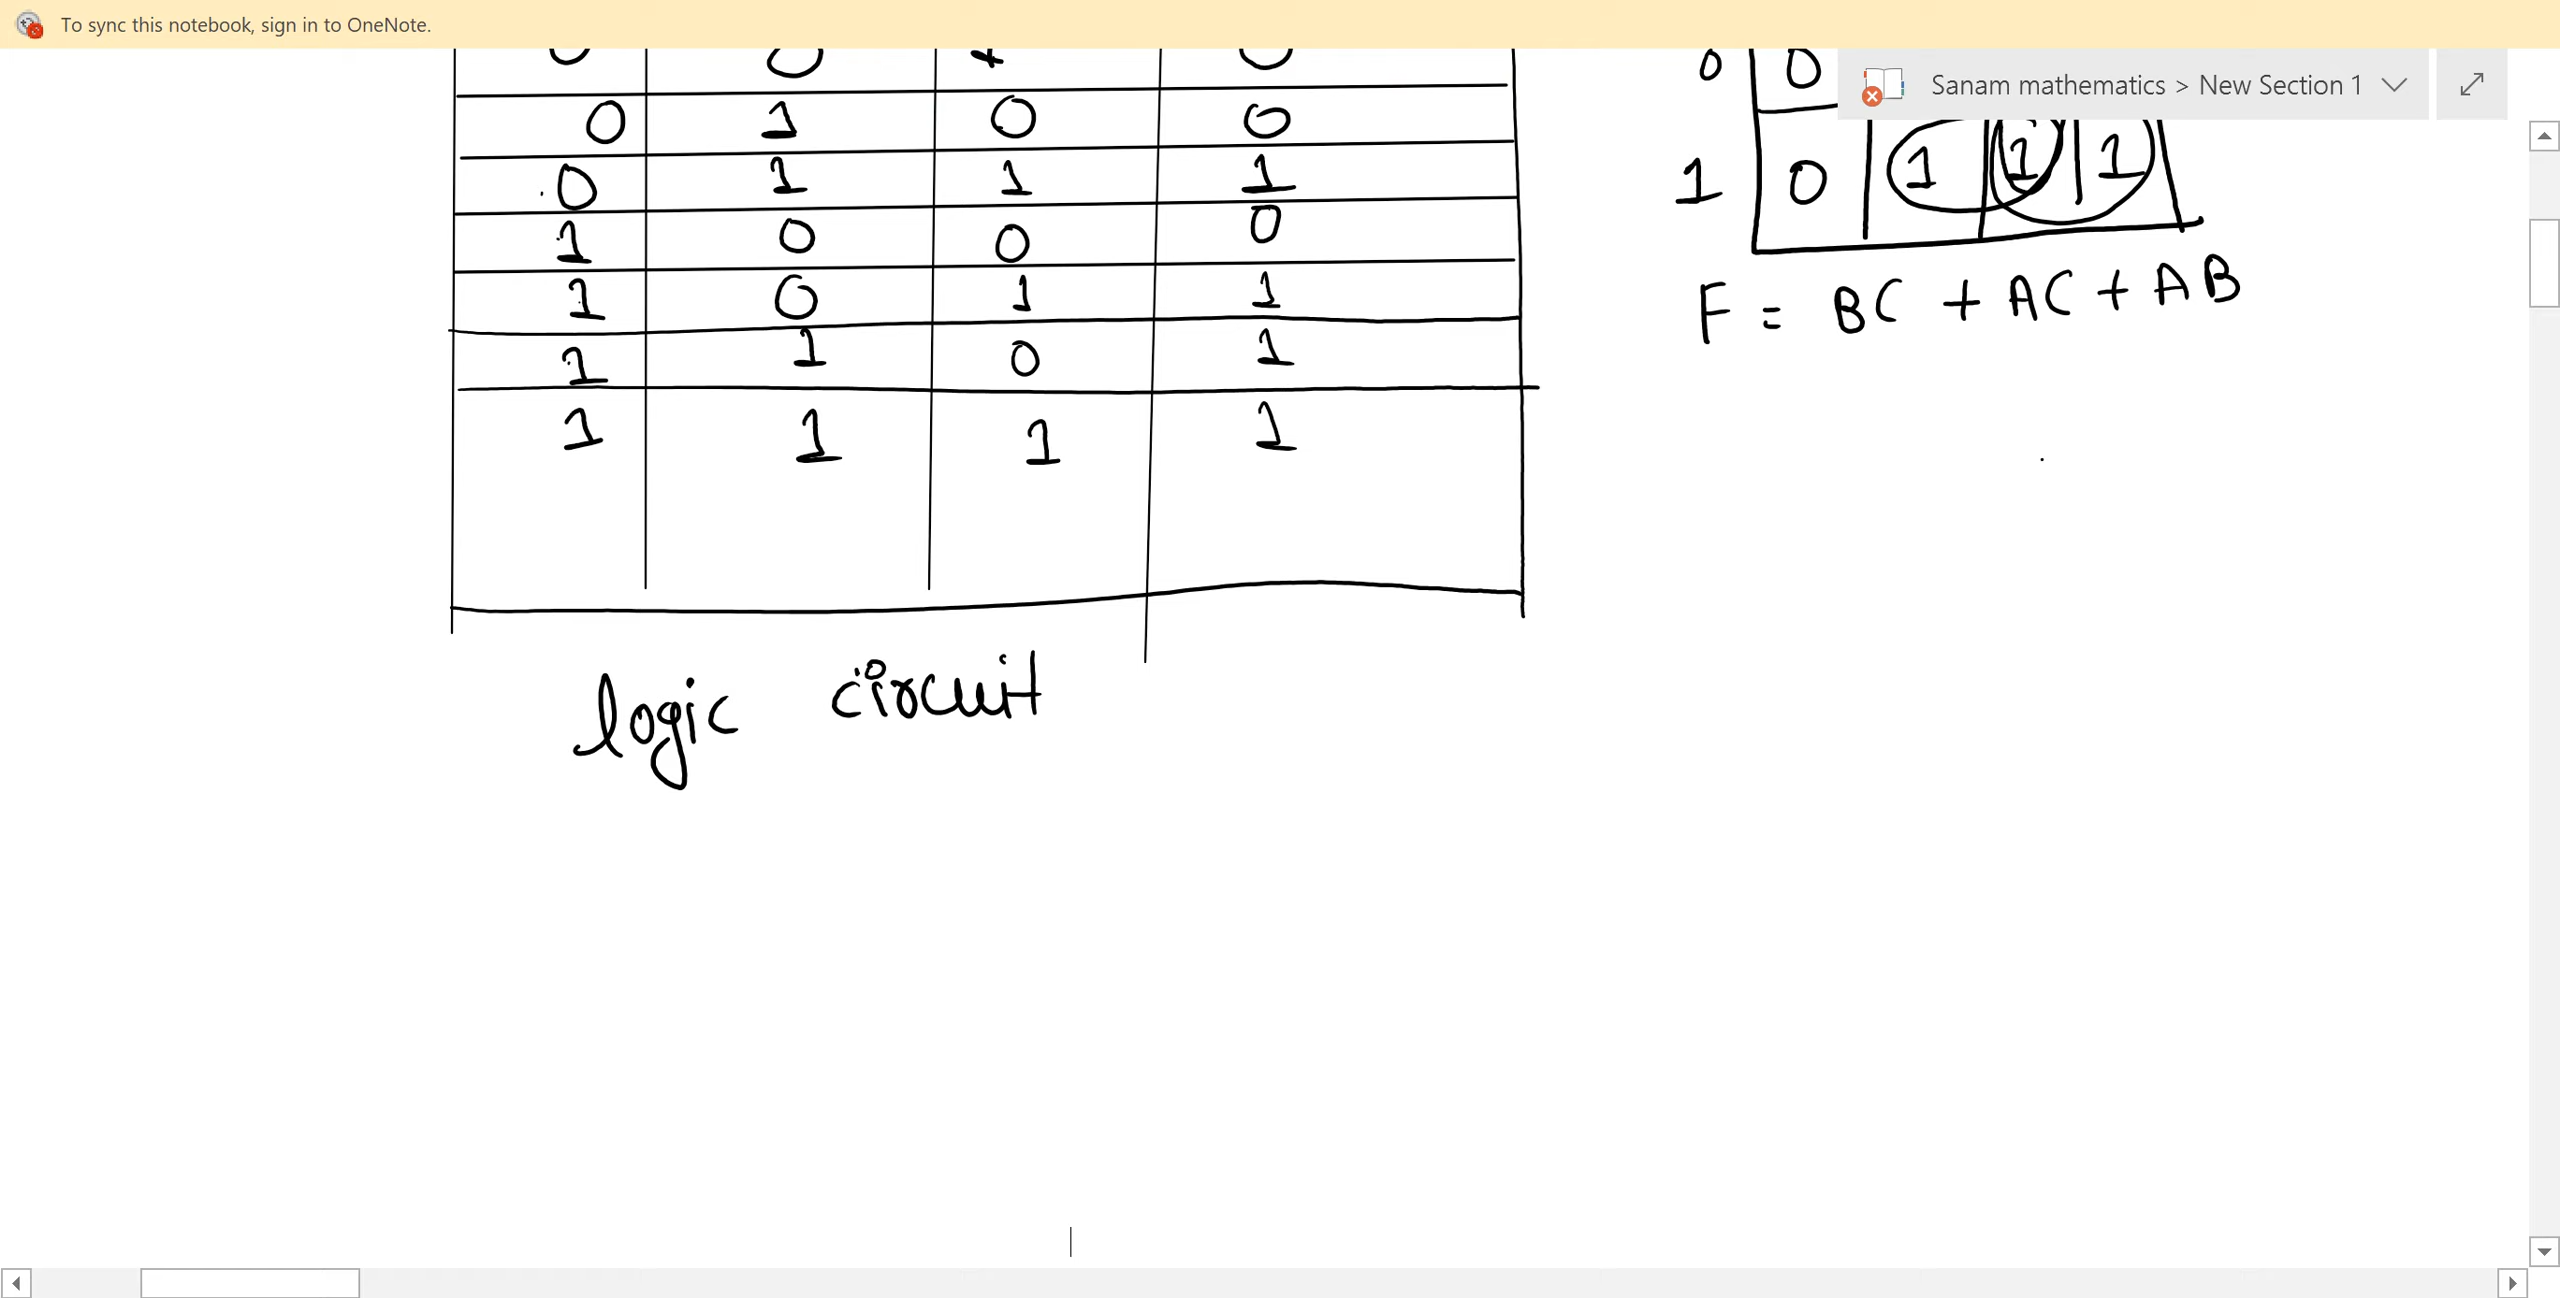 To sync this notebook, sign in to OneNote.
Sanam mathematics > New Section 1
0 1 0 0
0 1 1 1
1 0 0 0
1 0 1 1
1 1 0 1
1 1 1 1
0 0
1 0 1 1 1
F = BC + AC + AB
logic circuit